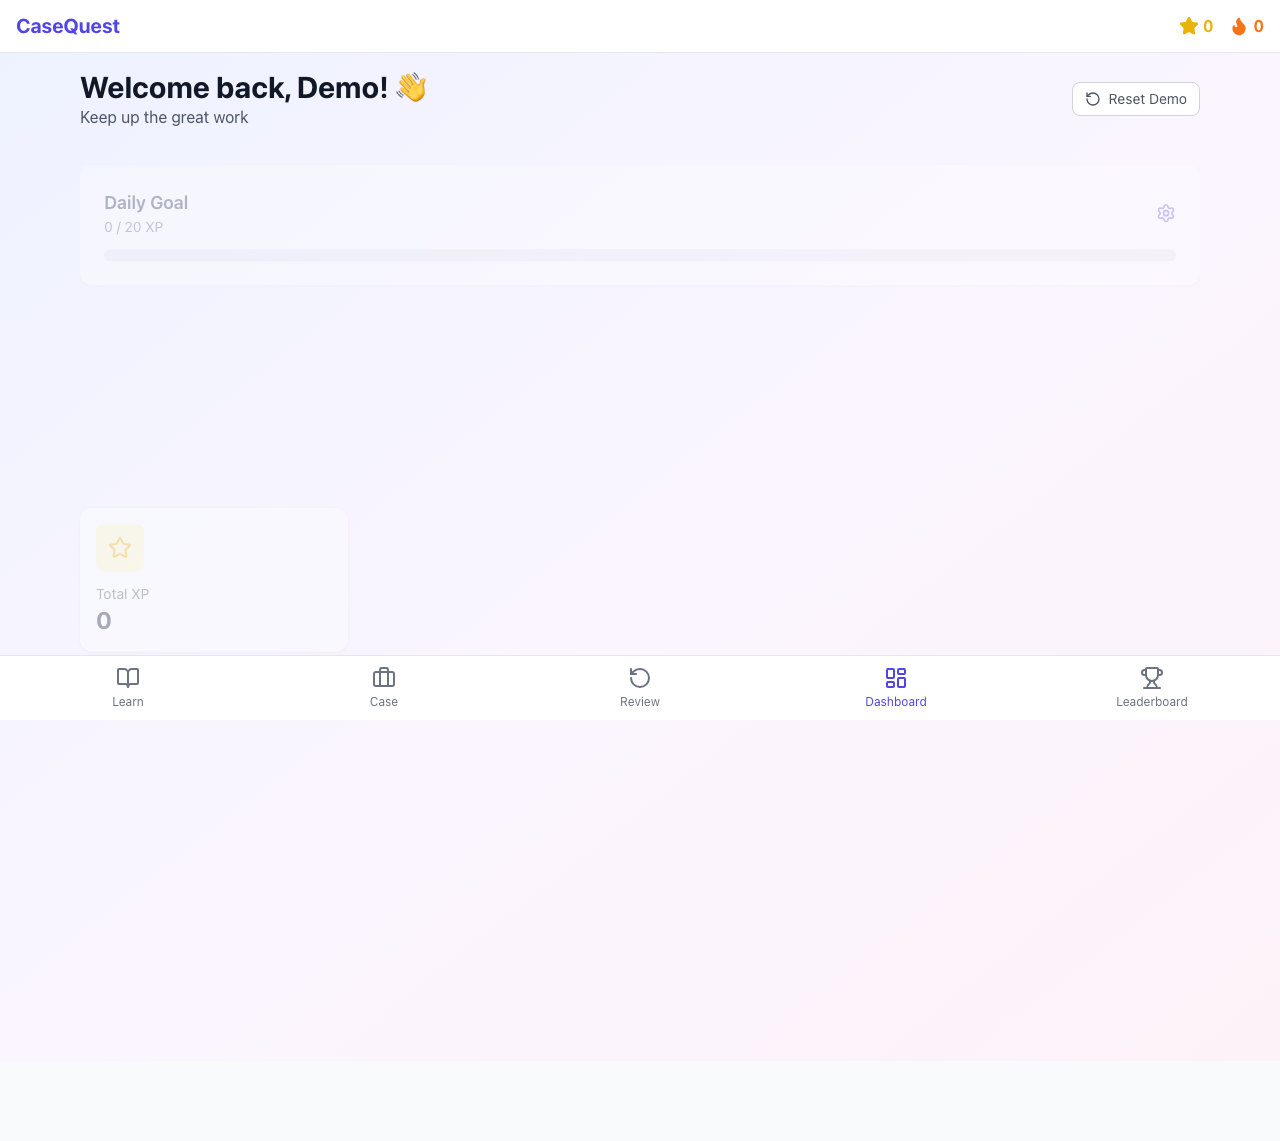 CaseQuest
0
0
Welcome back, Demo! 👋
Keep up the great work
Reset Demo
Daily Goal
0 / 20 XP
Total XP
0
Learn
Case
Review
Dashboard
Leaderboard